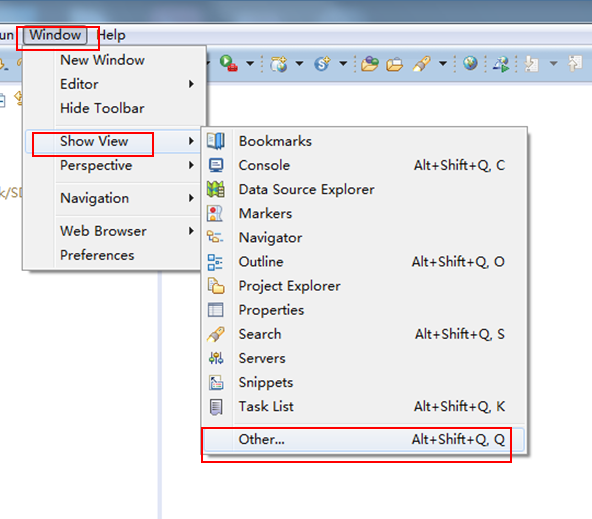 un Window Help
New Window
Editor
Hide Toolbar
Show View
Perspective
Navigation
Web Browser
Preferences
k/SD
Bookmarks
Console Alt+Shift+Q, C
Data Source Explorer
Markers
Navigator
Outline Alt+Shift+Q, O
Project Explorer
Properties
Search Alt+Shift+Q, S
Servers
Snippets
Task List Alt+Shift+Q, K
Other... Alt+Shift+Q, Q